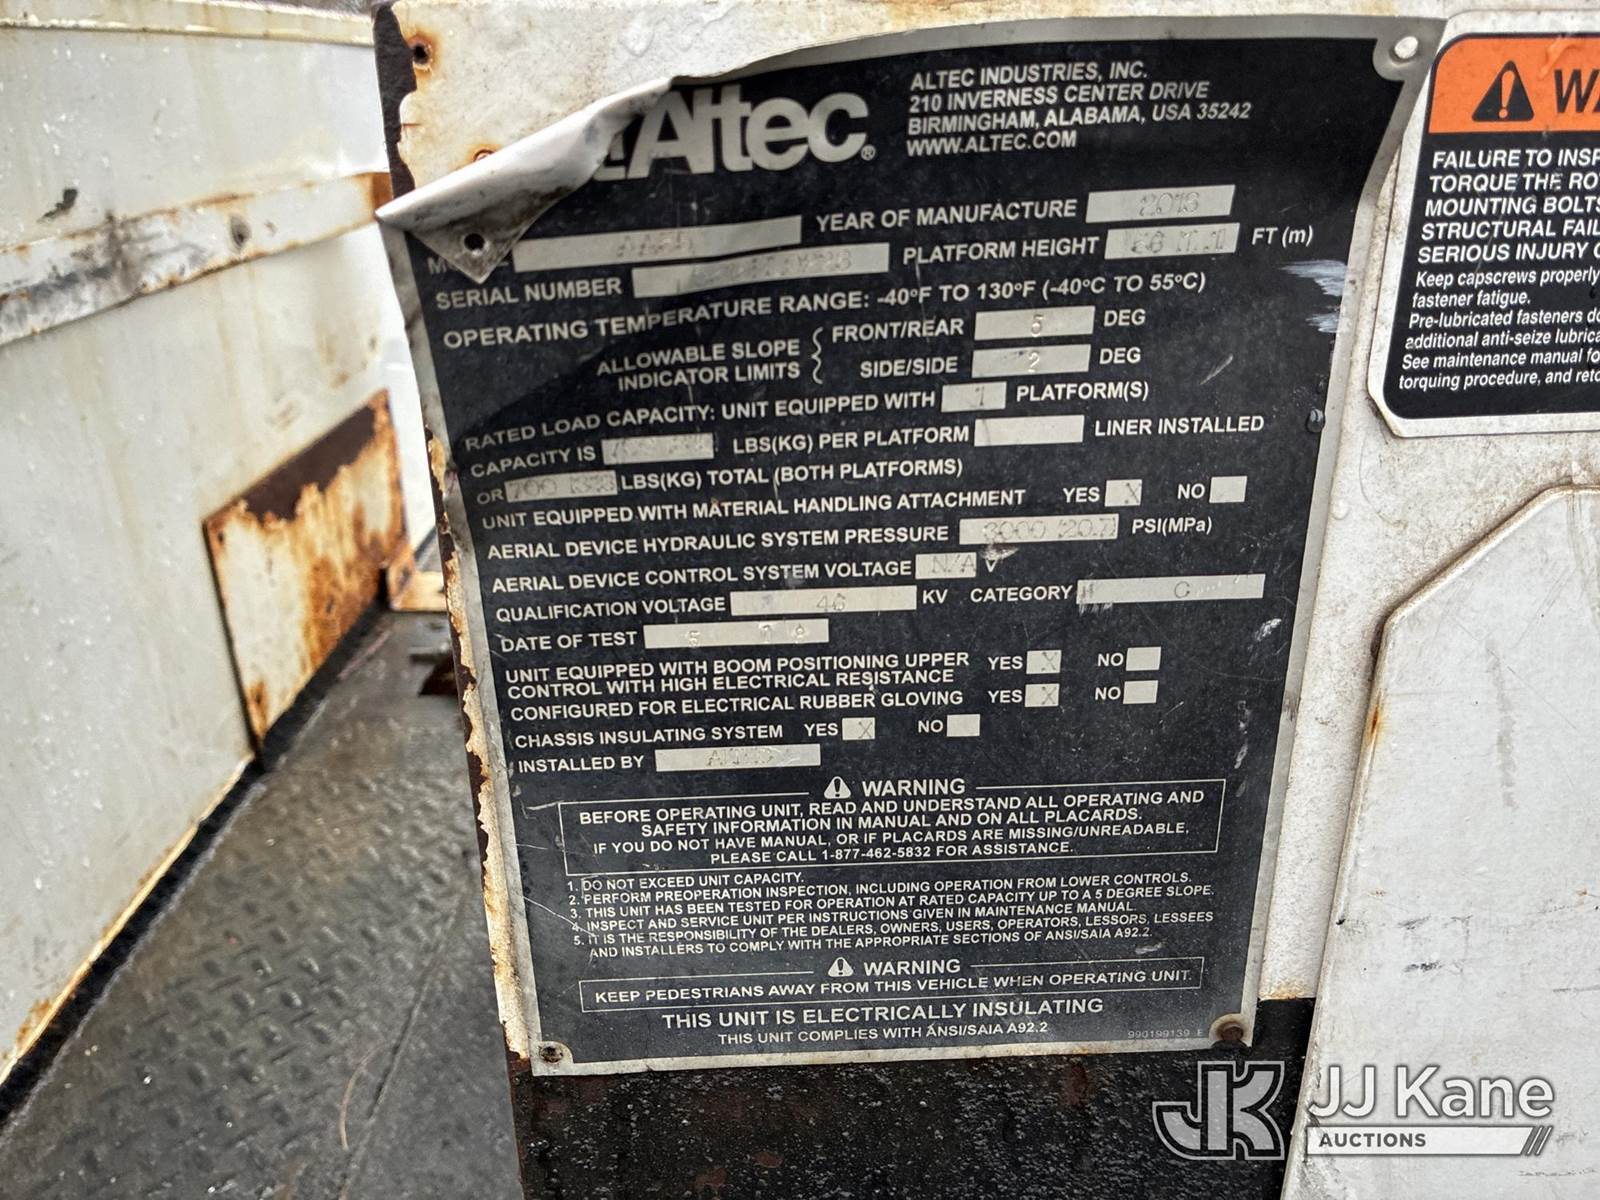 Altec®
ALTEC INDUSTRIES, INC.
210 INVERNESS CENTER DRIVE
BIRMINGHAM, ALABAMA, USA 35242
WWW.ALTEC.COM
YEAR OF MANUFACTURE 2016
SERIAL NUMBER PLATFORM HEIGHT FT (m)
OPERATING TEMPERATURE RANGE: -40°F TO 130°F (-40°C TO 55°C)
ALLOWABLE SLOPE INDICATOR LIMITS
FRONT/REAR 5 DEG
SIDE/SIDE 2 DEG
RATED LOAD CAPACITY: UNIT EQUIPPED WITH 1 PLATFORM(S)
CAPACITY IS LBS(KG) PER PLATFORM LINER INSTALLED
OR 700 LBS(KG) TOTAL (BOTH PLATFORMS)
UNIT EQUIPPED WITH MATERIAL HANDLING ATTACHMENT YES X NO
AERIAL DEVICE HYDRAULIC SYSTEM PRESSURE 3000 /20.7 PSI(MPa)
AERIAL DEVICE CONTROL SYSTEM VOLTAGE N/A V
QUALIFICATION VOLTAGE 46 KV CATEGORY C
DATE OF TEST
UNIT EQUIPPED WITH BOOM POSITIONING UPPER YES X NO
CONTROL WITH HIGH ELECTRICAL RESISTANCE
CONFIGURED FOR ELECTRICAL RUBBER GLOVING YES X NO
CHASSIS INSULATING SYSTEM YES X NO
INSTALLED BY
WARNING
BEFORE OPERATING UNIT, READ AND UNDERSTAND ALL OPERATING AND
SAFETY INFORMATION IN MANUAL AND ON ALL PLACARDS.
IF YOU DO NOT HAVE MANUAL, OR IF PLACARDS ARE MISSING/UNREADABLE,
PLEASE CALL 1-877-462-5832 FOR ASSISTANCE.
1. DO NOT EXCEED UNIT CAPACITY.
2. PERFORM PREOPERATION INSPECTION, INCLUDING OPERATION FROM LOWER CONTROLS.
3. THIS UNIT HAS BEEN TESTED FOR OPERATION AT RATED CAPACITY UP TO A 5 DEGREE SLOPE.
4. INSPECT AND SERVICE UNIT PER INSTRUCTIONS GIVEN IN MAINTENANCE MANUAL.
5. IT IS THE RESPONSIBILITY OF THE DEALERS, OWNERS, USERS, OPERATORS, LESSORS, LESSEES
AND INSTALLERS TO COMPLY WITH THE APPROPRIATE SECTIONS OF ANSI/SAIA A92.2.
WARNING
KEEP PEDESTRIANS AWAY FROM THIS VEHICLE WHEN OPERATING UNIT.
THIS UNIT IS ELECTRICALLY INSULATING
THIS UNIT COMPLIES WITH ANSI/SAIA A92.2
990199139 E
WA
FAILURE TO INSP
TORQUE THE RO
MOUNTING BOLTS
STRUCTURAL FAIL
SERIOUS INJURY O
Keep capscrews properly
fastener fatigue.
Pre-lubricated fasteners do
additional anti-seize lubrica
See maintenance manual fo
torquing procedure, and reto
JK JJ Kane
AUCTIONS